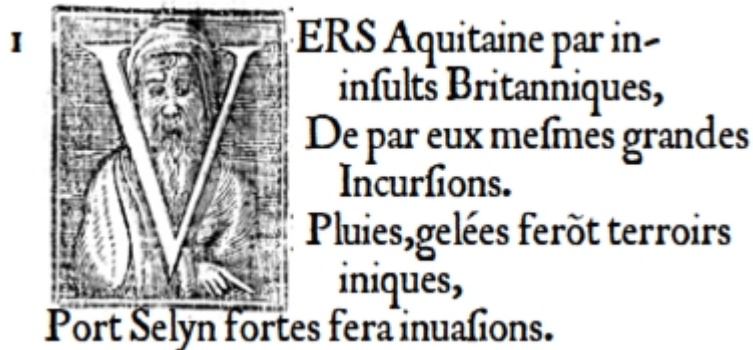 1 VERS Aquitaine par in-
inſults Britanniques,
De par eux meſmes grandes
Incurſions.
Pluies,gelées ferõt terroirs
iniques,
Port Selyn fortes fera inuaſions.